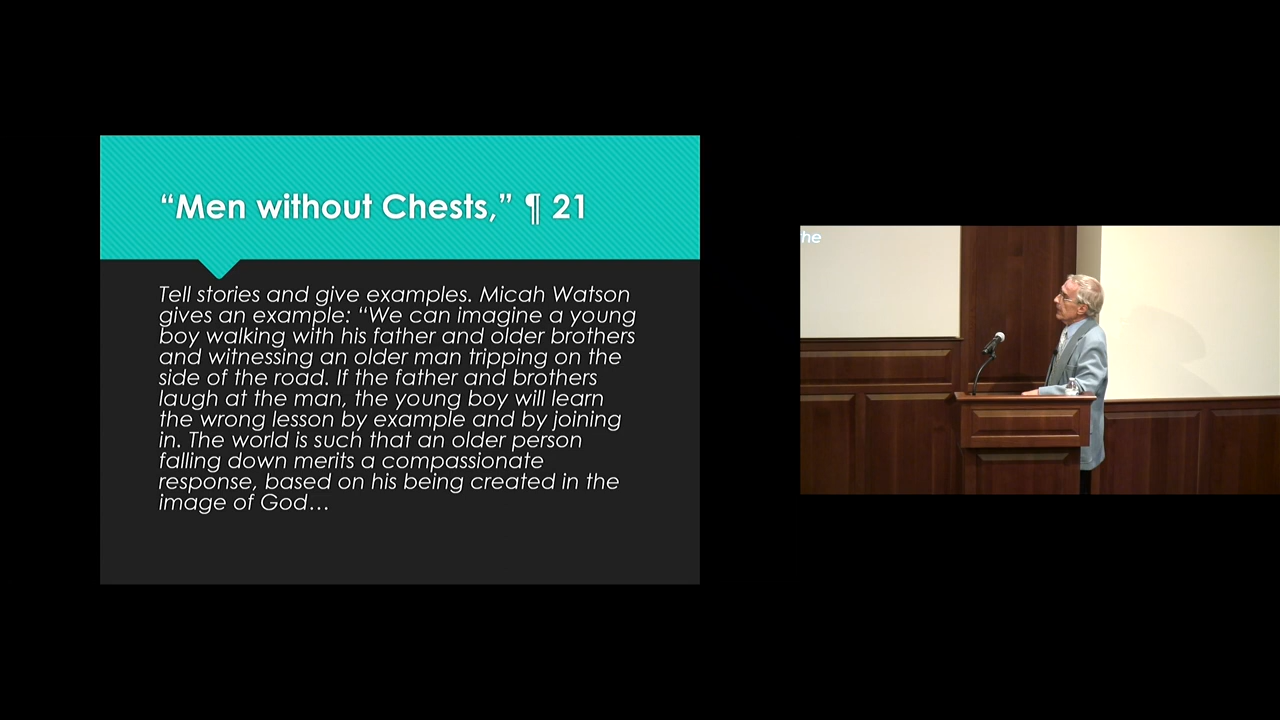 “Men without Chests,” ¶ 21
Tell stories and give examples. Micah Watson
gives an example: “We can imagine a young
boy walking with his father and older brothers
and witnessing an older man tripping on the
side of the road. If the father and brothers
laugh at the man, the young boy will learn
the wrong lesson by example and by joining
in. The world is such that an older person
falling down merits a compassionate
response, based on his being created in the
image of God…
the